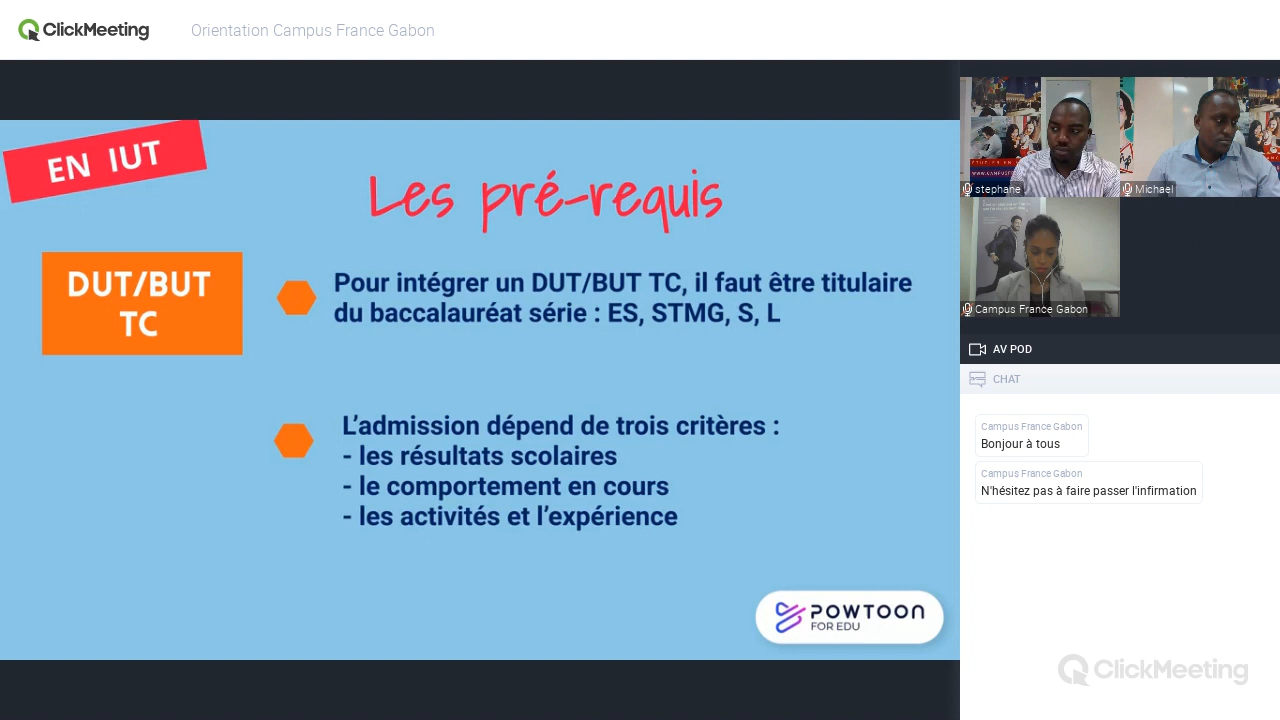 ClickMeeting
Orientation Campus France Gabon
EN IUT
Les pré-requis
DUT/BUT
TC
Pour intégrer un DUT/BUT TC, il faut être titulaire
du baccalauréat série : ES, STMG, S, L
L'admission dépend de trois critères :
- les résultats scolaires
- le comportement en cours
- les activités et l'expérience
POWTOON
FOR EDU
stephane
Michael
Campus France Gabon
AV POD
CHAT
Campus France Gabon
Bonjour à tous
Campus France Gabon
N'hésitez pas à faire passer l'infirmation
ClickMeeting